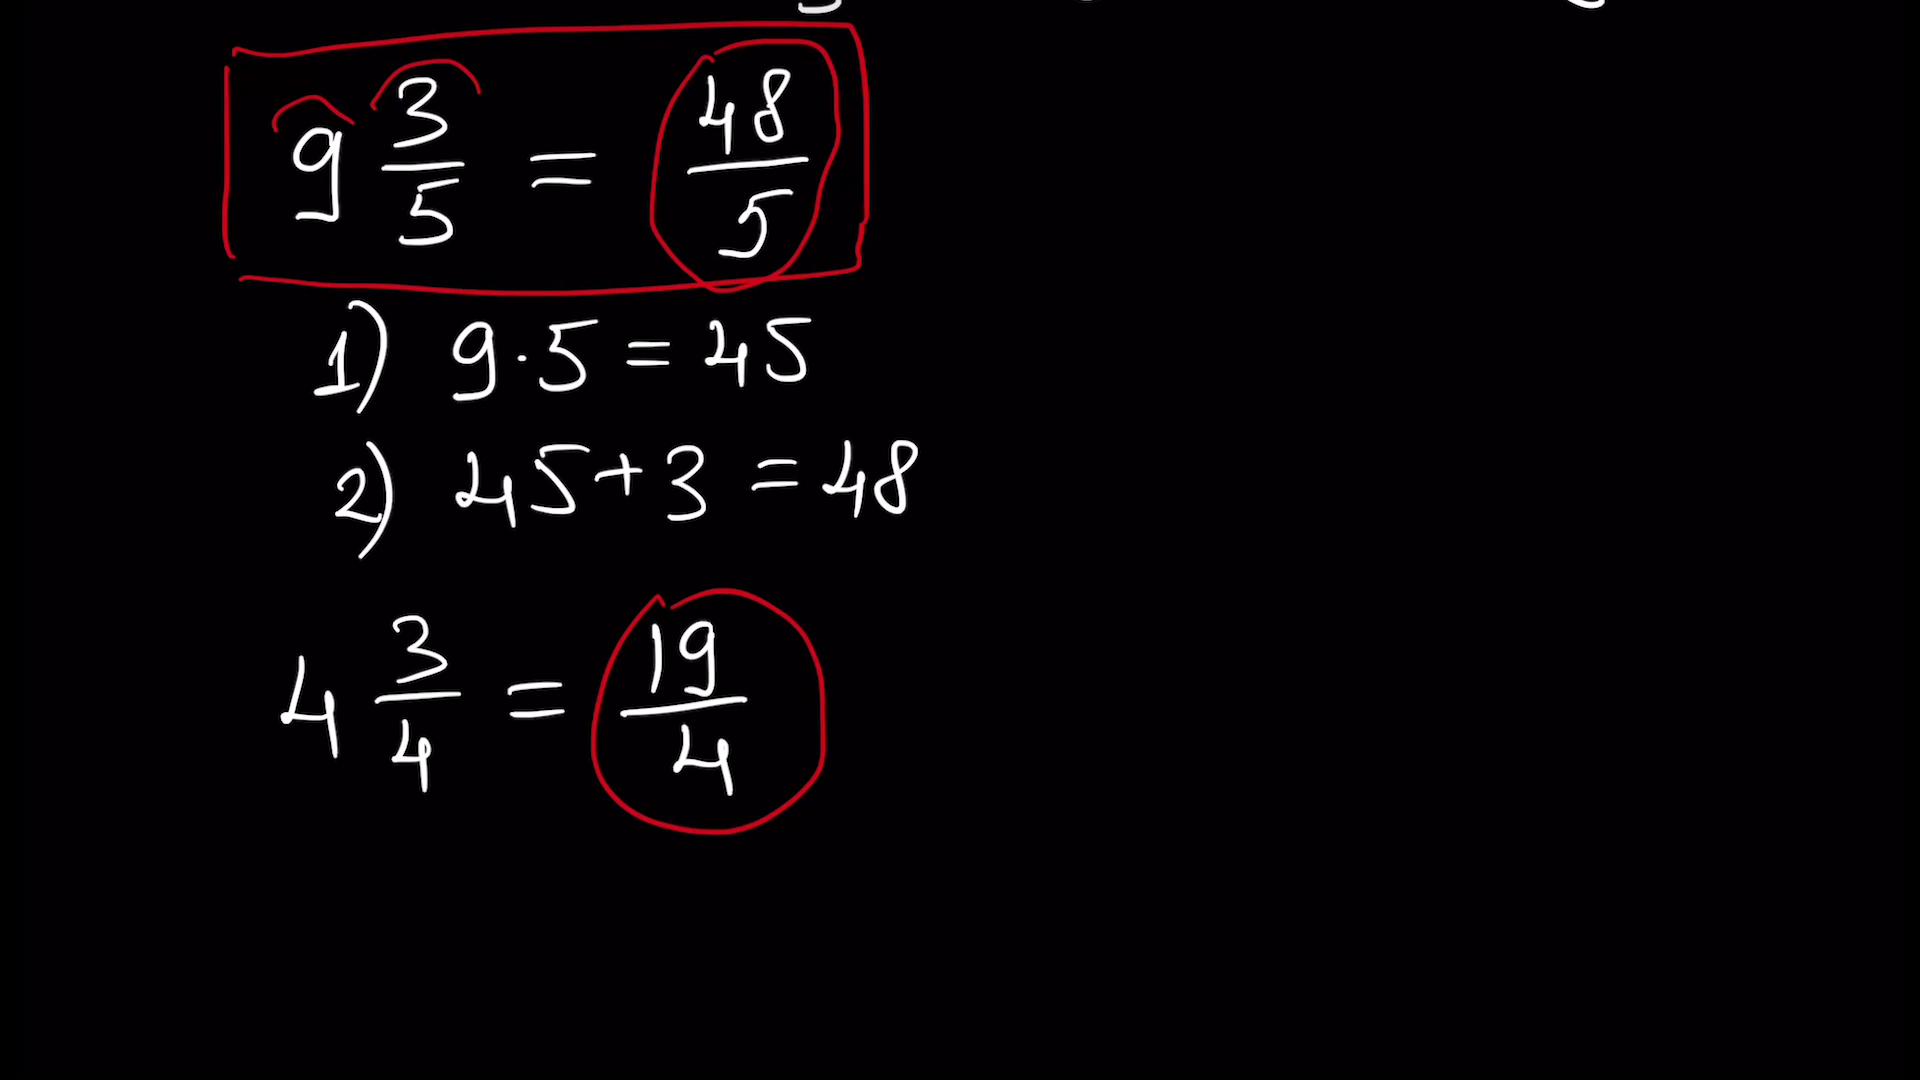 9 3/5 = 48/5
1) 9·5=45
2) 45+3=48
4 3/4 = 19/4